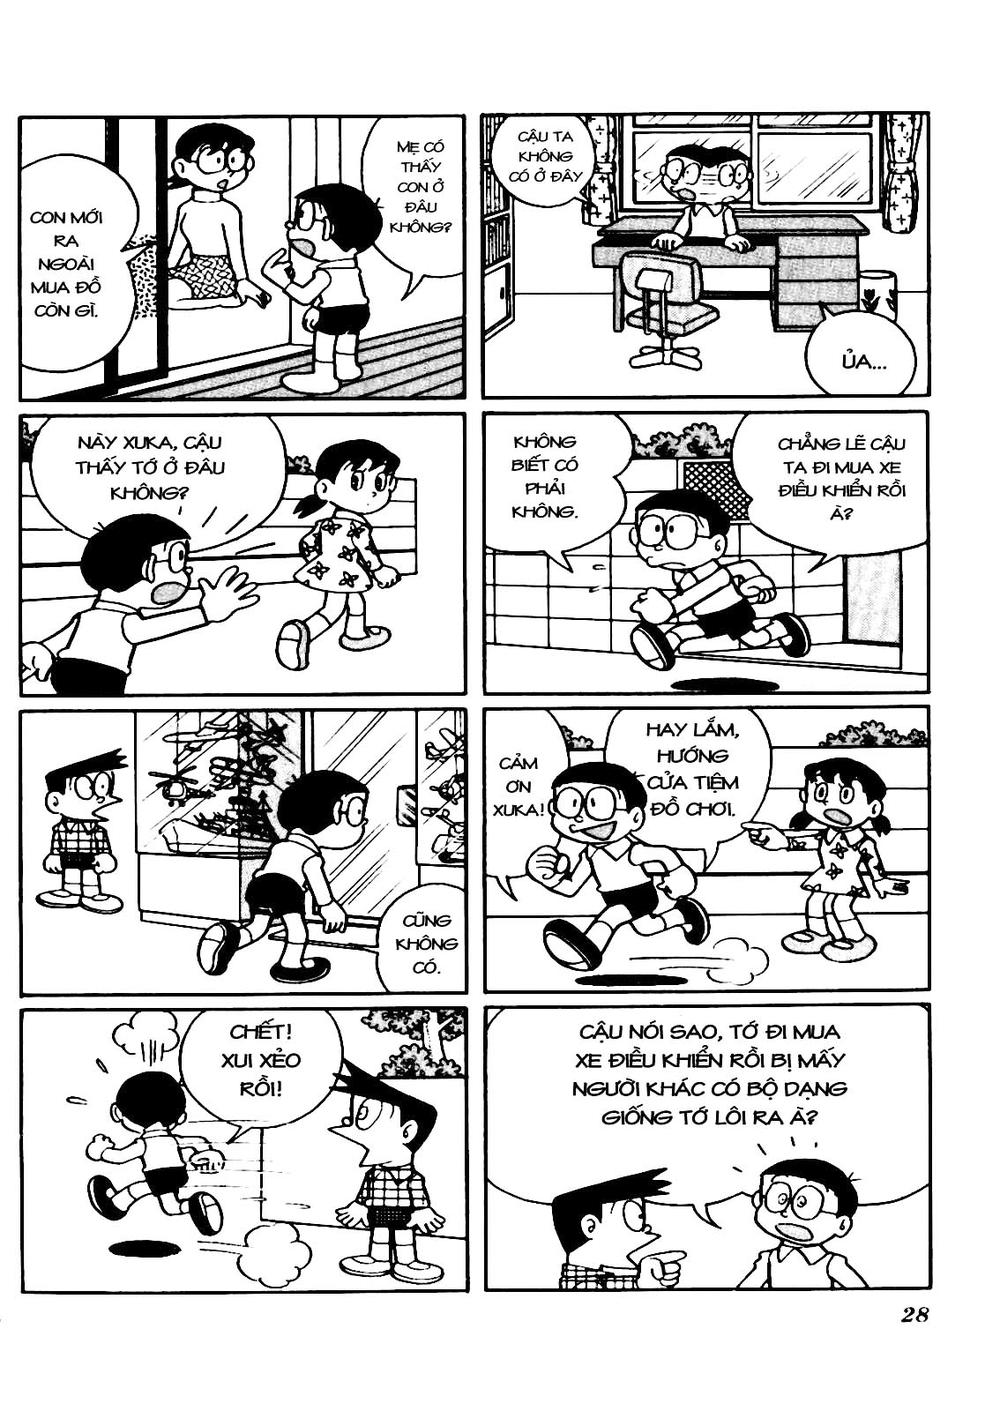 CẬU TA
KHÔNG
CÓ Ở ĐÂY
ỦA...
MẸ CÓ
THẤY
CON Ở
ĐÂU
KHÔNG?
CON MỚI
RA
NGOÀI
MUA ĐỒ
CÒN GÌ.
CHẲNG LẼ CẬU
TA ĐI MUA XE
ĐIỀU KHIỂN RỒI
À?
KHÔNG
BIẾT CÓ
PHẢI
KHÔNG.
NÀY XUKA, CẬU
THẤY TỚ Ở ĐÂU
KHÔNG?
HAY LẮM,
HƯỚNG
CỬA TIỆM
ĐỒ CHƠI.
CẢM
ƠN
XUKA!
CŨNG
KHÔNG
CÓ.
CẬU NÓI SAO, TỚ ĐI MUA
XE ĐIỀU KHIỂN RỒI BỊ MẤY
NGƯỜI KHÁC CÓ BỘ DẠNG
GIỐNG TỚ LÔI RA À?
CHẾT!
XUI XẺO
RỒI!
28